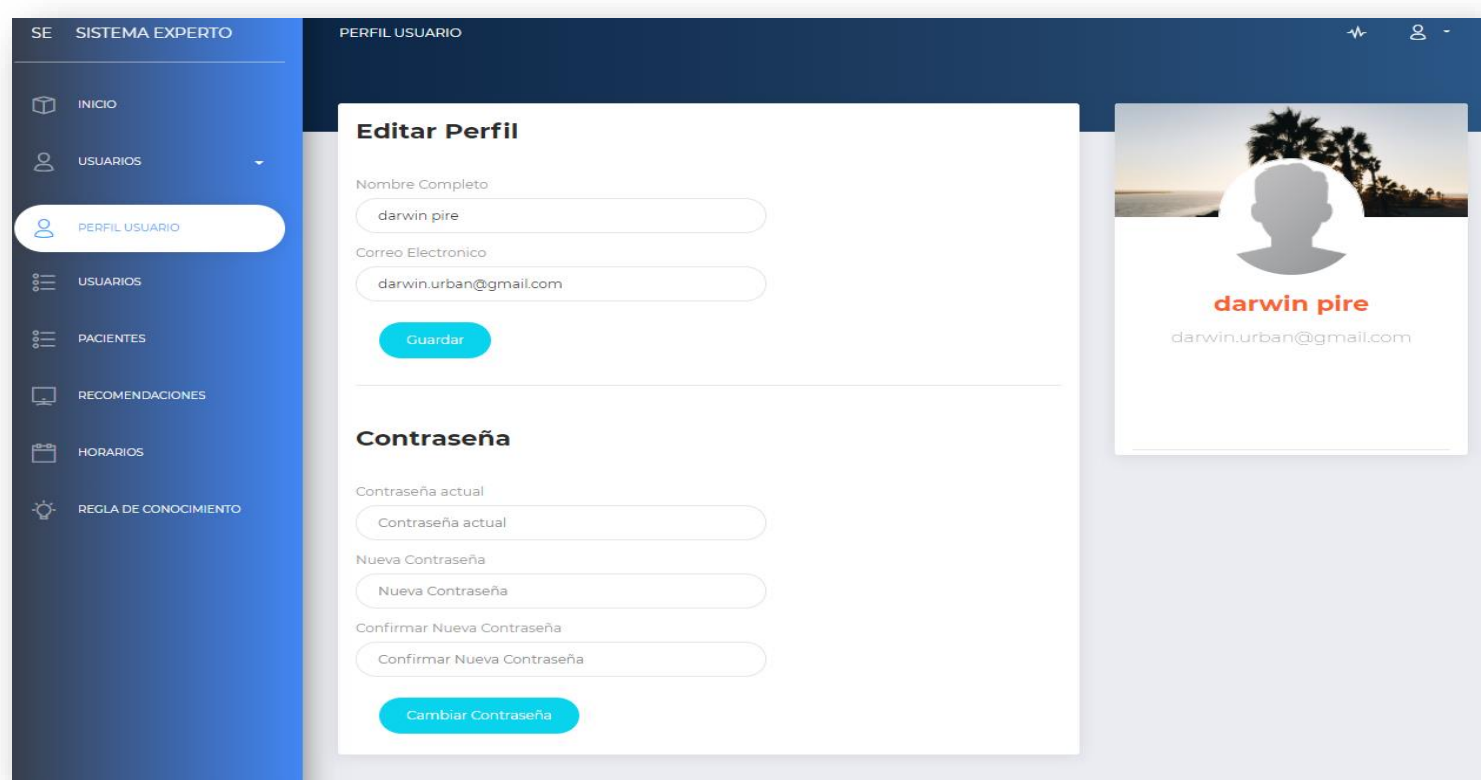 SE SISTEMA EXPERTO
INICIO
USUARIOS
PERFIL USUARIO
USUARIOS
PACIENTES
RECOMENDACIONES
HORARIOS
REGLA DE CONOCIMIENTO
PERFIL USUARIO
Editar Perfil
Nombre Completo
darwin pire
Correo Electronico
darwin.urban@gmail.com
Guardar
Contraseña
Contraseña actual
Contraseña actual
Nueva Contraseña
Nueva Contraseña
Confirmar Nueva Contraseña
Confirmar Nueva Contraseña
Cambiar Contraseña
darwin pire
darwin.urban@gmail.com